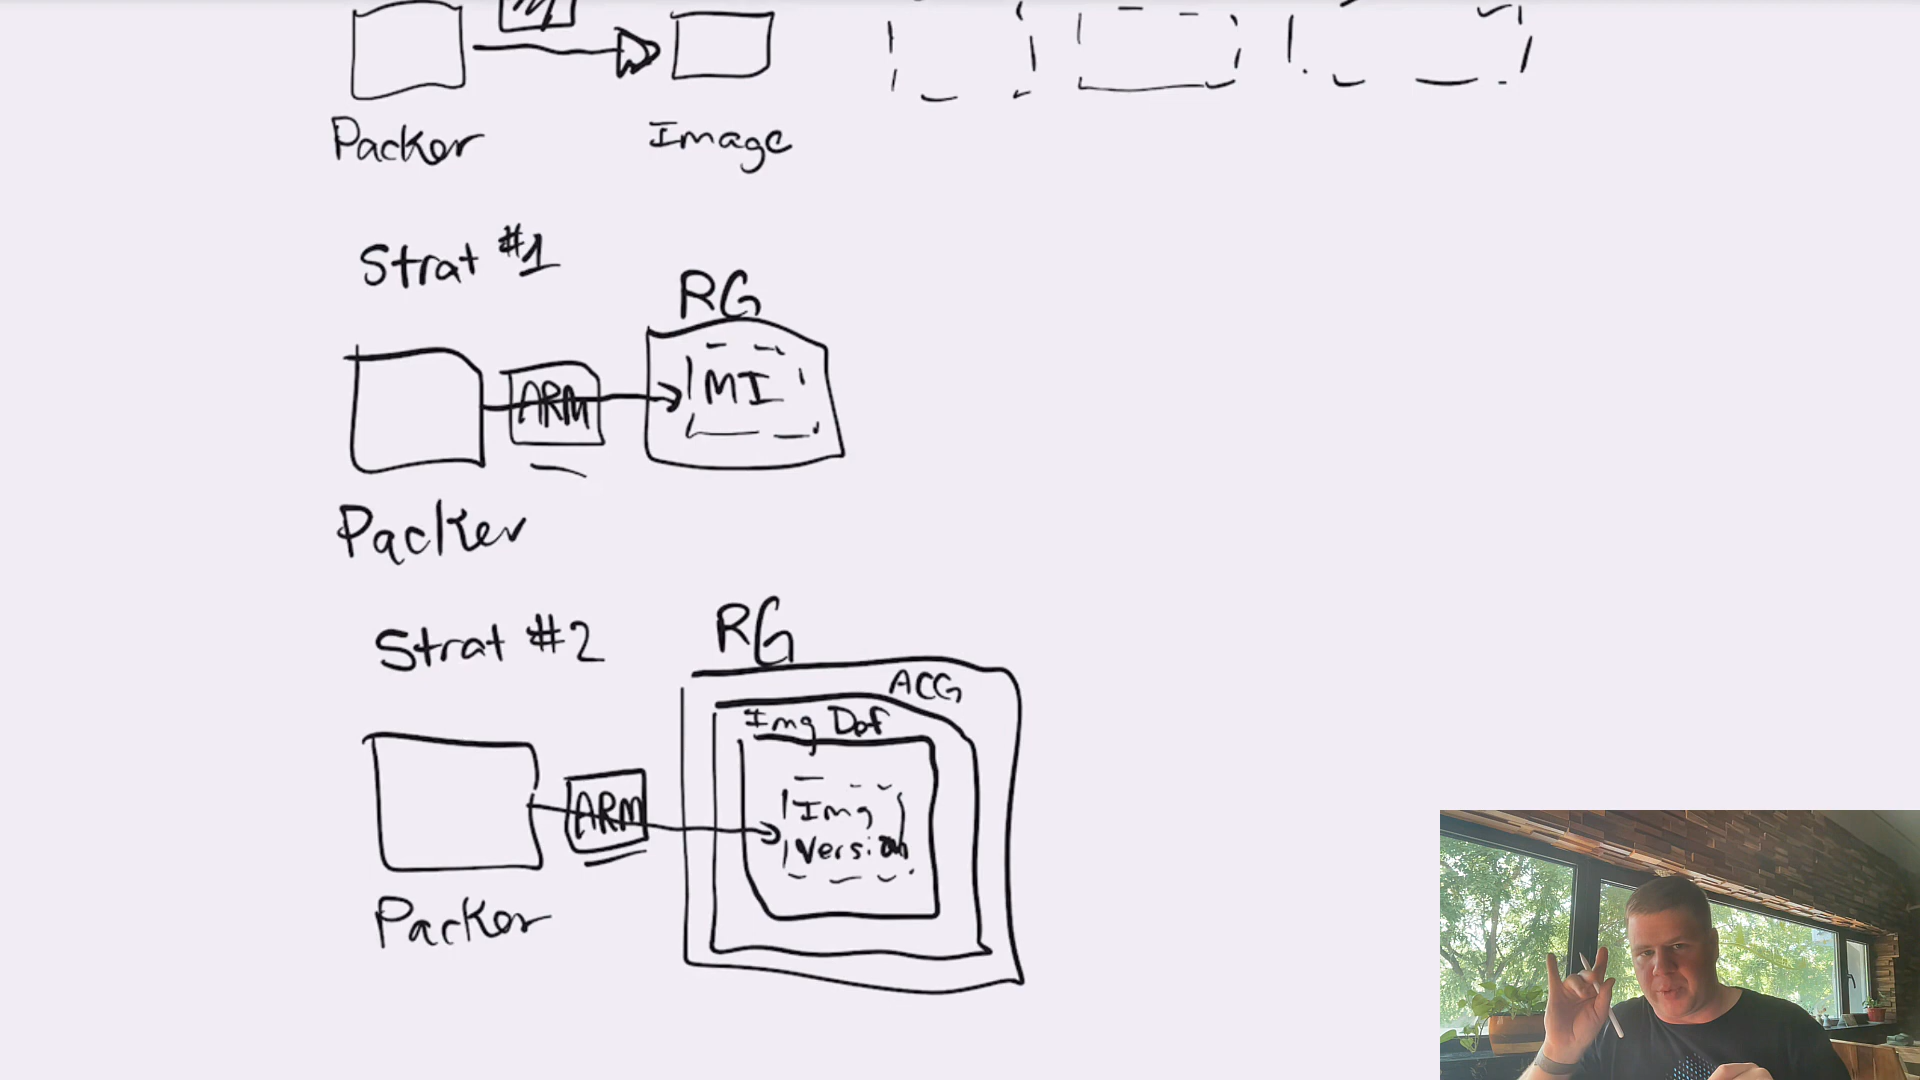 Packer
Image
Strat #1
RG
ARM
MI
Packer
Strat #2
RG
ACG
Img Def
ARM
Img
Version
Packer